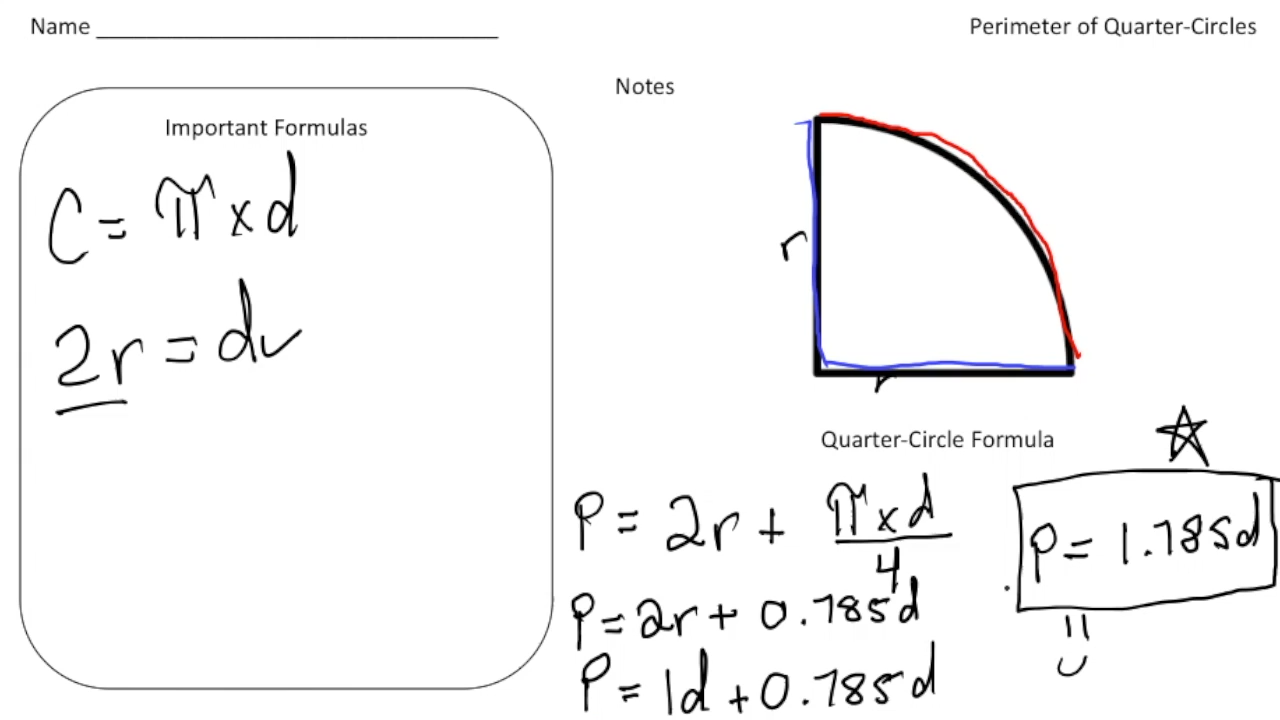 Name
Perimeter of Quarter-Circles
Important Formulas
C = π x d
2r = d
Notes
r
r
Quarter-Circle Formula
P = 2r + π x d / 4
P = 2r + 0.785d
P = 1d + 0.785d
P = 1.785d